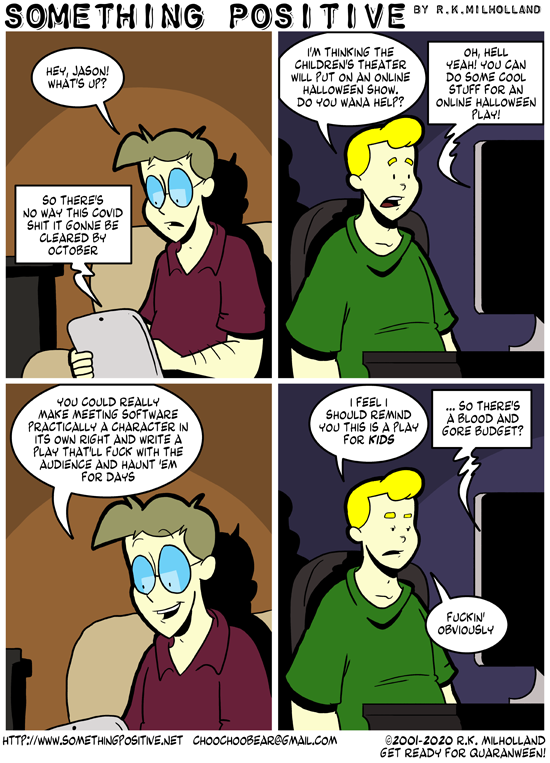 SOMETHING POSITIVE BY R.K.MILHOLLAND
HEY, JASON!
WHAT'S UP?
SO THERE'S
NO WAY THIS COVID
SHIT IT GONNE BE
CLEARED BY
OCTOBER
I'M THINKING THE
CHILDREN'S THEATER
WILL PUT ON AN ONLINE
HALLOWEEN SHOW.
DO YOU WANA HELP?
OH, HELL
YEAH! YOU CAN
DO SOME COOL
STUFF FOR AN
ONLINE HALLOWEEN
PLAY!
YOU COULD REALLY
MAKE MEETING SOFTWARE
PRACTICALLY A CHARACTER IN
ITS OWN RIGHT AND WRITE A
PLAY THAT'LL FUCK WITH THE
AUDIENCE AND HAUNT 'EM
FOR DAYS
I FEEL I
SHOULD REMIND
YOU THIS IS A PLAY
FOR KIDS
... SO THERE'S
A BLOOD AND
GORE BUDGET?
FUCKIN'
OBVIOUSLY
HTTP://WWW.SOMETHINGPOSITIVE.NET CHOOCHOOBEAR@GMAIL.COM
©2001-2020 R.K. MILHOLLAND
GET READY FOR QUARANWEEN!